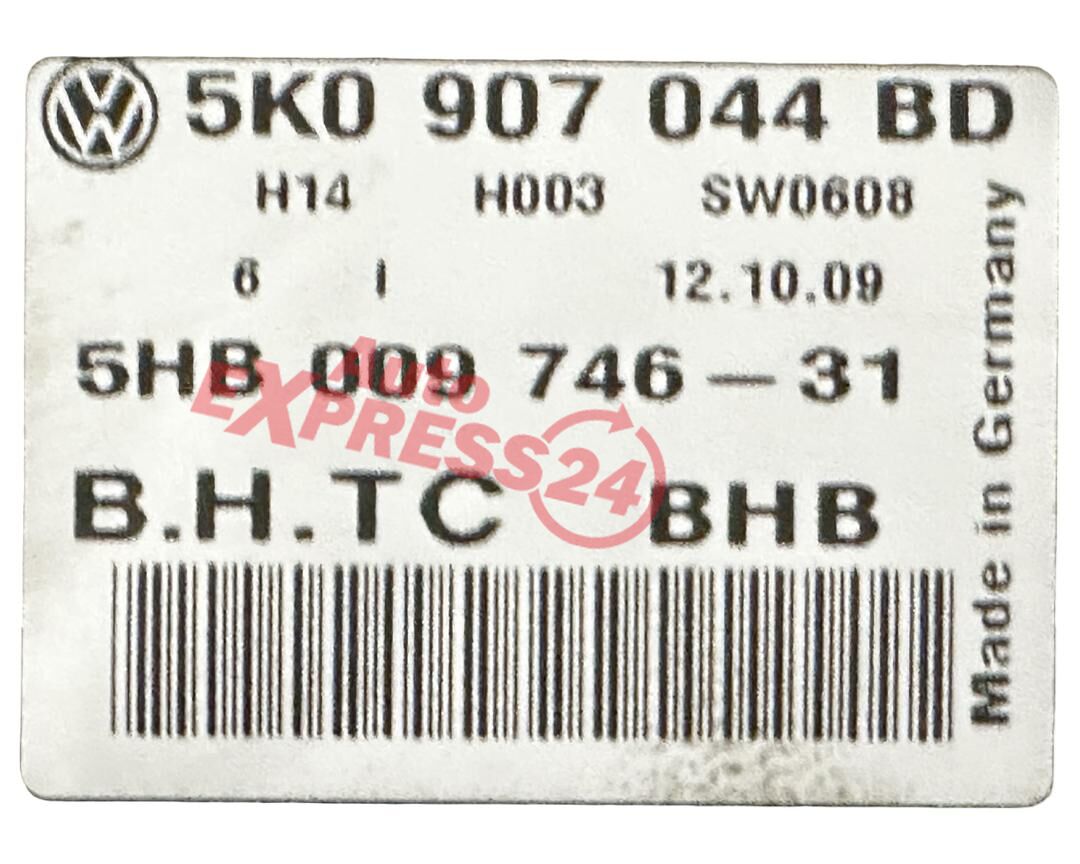 5K0 907 044 BD
H14 H003 SW0608
6 I 12.10.09
5HB 009 746-31
B.H.TC BHB
Made in Germany
Auto
EXPRESS24